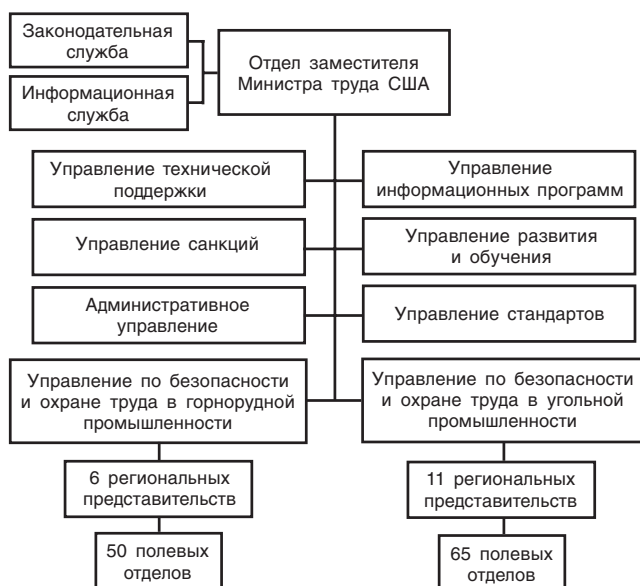 Законодательная
служба
Информационная
служба
Отдел заместителя
Министра труда США
Управление технической
поддержки
Управление
информационных программ
Управление санкций
Управление развития
и обучения
Административное
управление
Управление стандартов
Управление по безопасности
и охране труда в горнорудной
промышленности
Управление по безопасности
и охране труда в угольной
промышленности
6 региональных
представительств
11 региональных
представительств
50 полевых
отделов
65 полевых
отделов